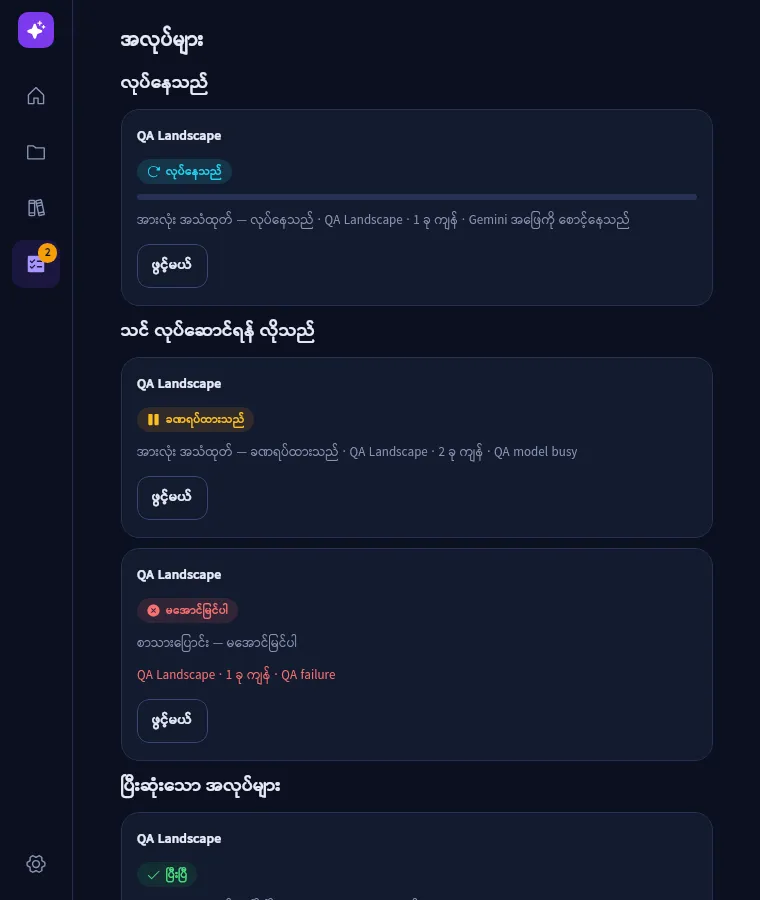 အလုပ်များ
လုပ်နေသည်
QA Landscape
လုပ်နေသည်
အားလုံး အသံထုတ် — လုပ်နေသည် · QA Landscape · 1 ခု ကျန် · Gemini အဖြေကို စောင့်နေသည်
ဖွင့်မယ်
2
သင် လုပ်ဆောင်ရန် လိုသည်
QA Landscape
ခဏရပ်ထားသည်
အားလုံး အသံထုတ် — ခဏရပ်ထားသည် · QA Landscape · 2 ခု ကျန် · QA model busy
ဖွင့်မယ်
QA Landscape
မအောင်မြင်ပါ
စာသားပြောင်း — မအောင်မြင်ပါ
QA Landscape · 1 ခု ကျန် · QA failure
ဖွင့်မယ်
ပြီးဆုံးသော အလုပ်များ
QA Landscape
ပြီးပြီ